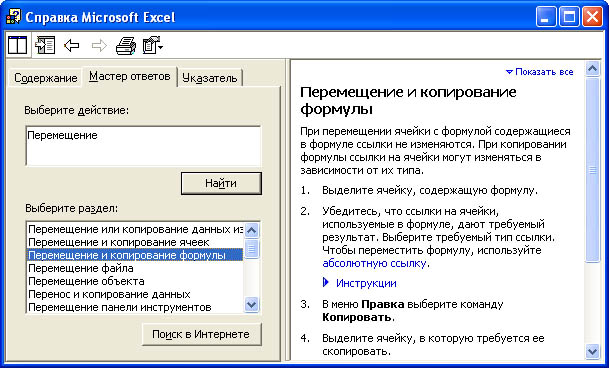 Справка Microsoft Excel
Содержание
Мастер ответов
Указатель
Выберите действие:
Перемещение
Найти
Выберите раздел:
Перемещение или копирование данных из
Перемещение и копирование ячеек
Перемещение и копирование формулы
Перемещение файла
Перемещение объекта
Перенос и копирование данных
Перемещение панели инструментов
Поиск в Интернете
Показать все
Перемещение и копирование
формулы
При перемещении ячейки с формулой содержащиеся
в формуле ссылки не изменяются. При копировании
формулы ссылки на ячейки могут изменяться в
зависимости от их типа.
1. Выделите ячейку, содержащую формулу.
2. Убедитесь, что ссылки на ячейки,
используемые в формуле, дают требуемый
результат. Выберите требуемый тип ссылки.
Чтобы переместить формулу, используйте
абсолютную ссылку.
Инструкции
3. В меню Правка выберите команду
Копировать.
4. Выделите ячейку, в которую требуется ее
скопировать.